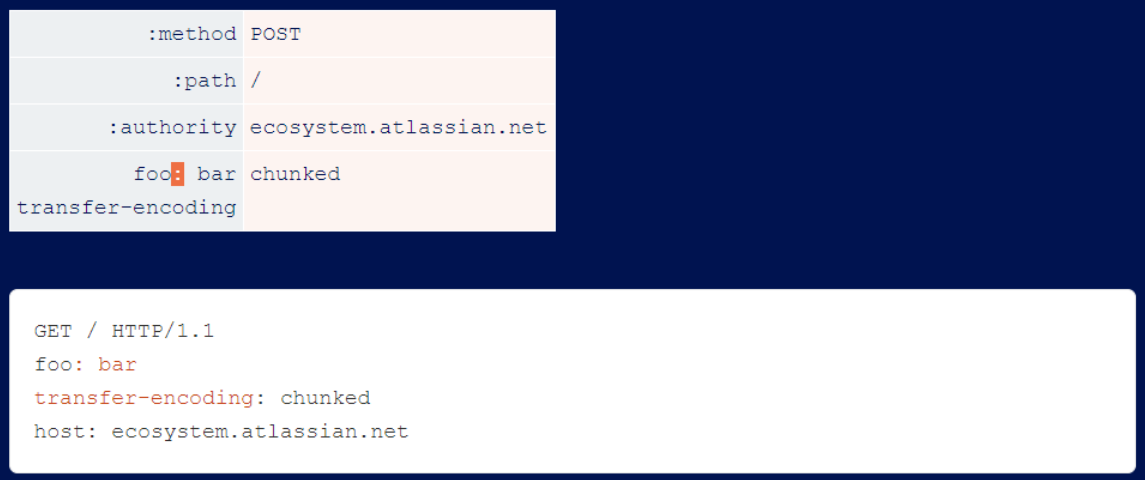 :method POST
:path /
:authority ecosystem.atlassian.net
foo: bar chunked
transfer-encoding
GET / HTTP/1.1
foo: bar
transfer-encoding: chunked
host: ecosystem.atlassian.net